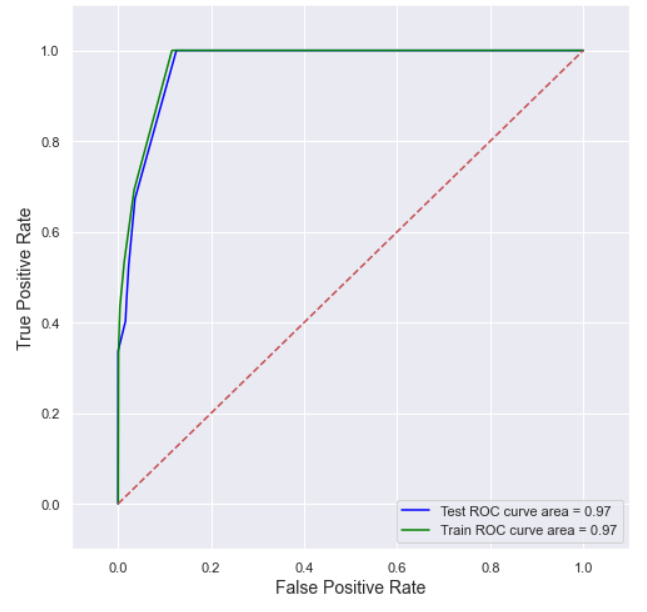 1.0
0.8
0.6
0.4
0.2
0.0
True Positive Rate
Test ROC curve area = 0.97
Train ROC curve area = 0.97
0.0 0.2 0.4 0.6 0.8 1.0
False Positive Rate